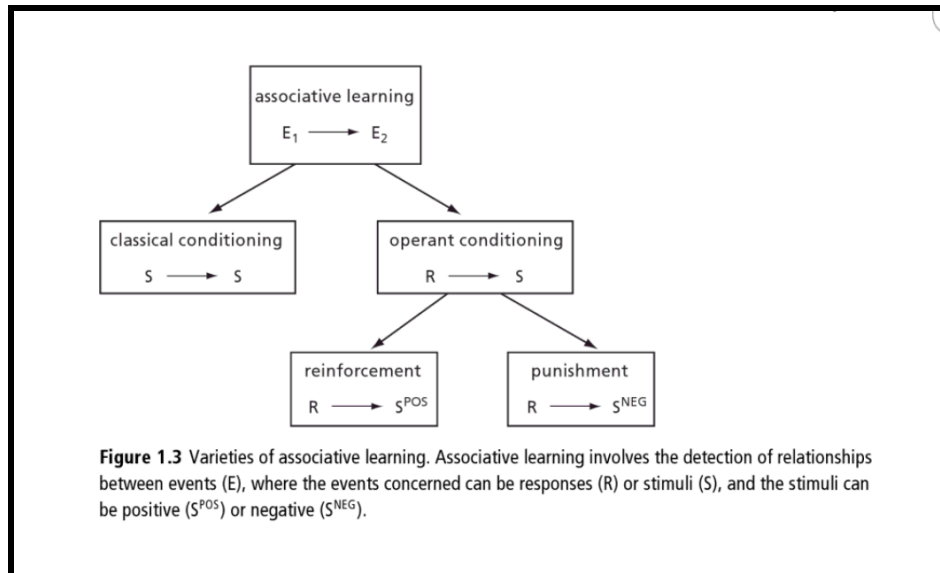 associative learning
E₁ → E₂
classical conditioning
S → S
operant conditioning
R → S
reinforcement
R → Sᴾᴼˢ
punishment
R → Sᴺᴱᴳ
Figure 1.3 Varieties of associative learning. Associative learning involves the detection of relationships
between events (E), where the events concerned can be responses (R) or stimuli (S), and the stimuli can
be positive (Sᴾᴼˢ) or negative (Sᴺᴱᴳ).